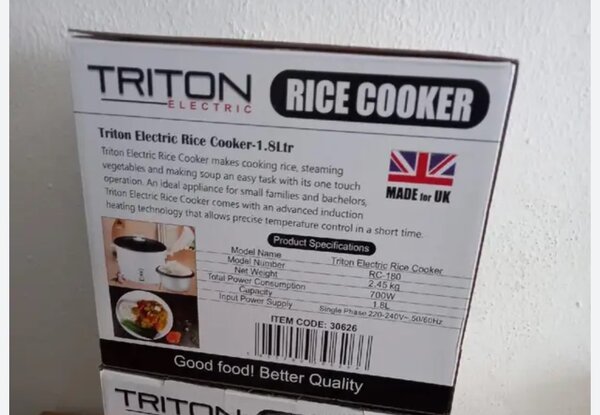 TRITON
ELECTRIC
RICE COOKER
Triton Electric Rice Cooker-1.8Ltr
Triton Electric Rice Cooker makes cooking rice, steaming
vegetables and making soup an easy task with its one touch
operation. An ideal appliance for small families and bachelors,
Triton Electric Rice Cooker comes with an advanced induction
heating technology that allows precise temperature control in a short time.
MADE for UK
Product Specifications
Model Name Triton Electric Rice Cooker
Model Number RC-180
Net Weight 2.45 kg
Total Power Consumption 700W
Capacity 1.8L
Input Power Supply Single Phase 220-240V~ 50/60Hz
ITEM CODE: 30626
Good food! Better Quality
TRITON